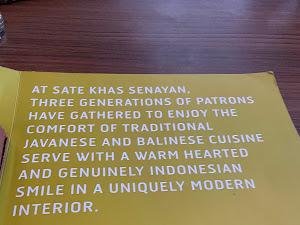 AT SATE KHAS SENAYAN,
THREE GENERATIONS OF PATRONS
HAVE GATHERED TO ENJOY THE
COMFORT OF TRADITIONAL
JAVANESE AND BALINESE CUISINE
SERVE WITH A WARM HEARTED
AND GENUINELY INDONESIAN
SMILE IN A UNIQUELY MODERN
INTERIOR.